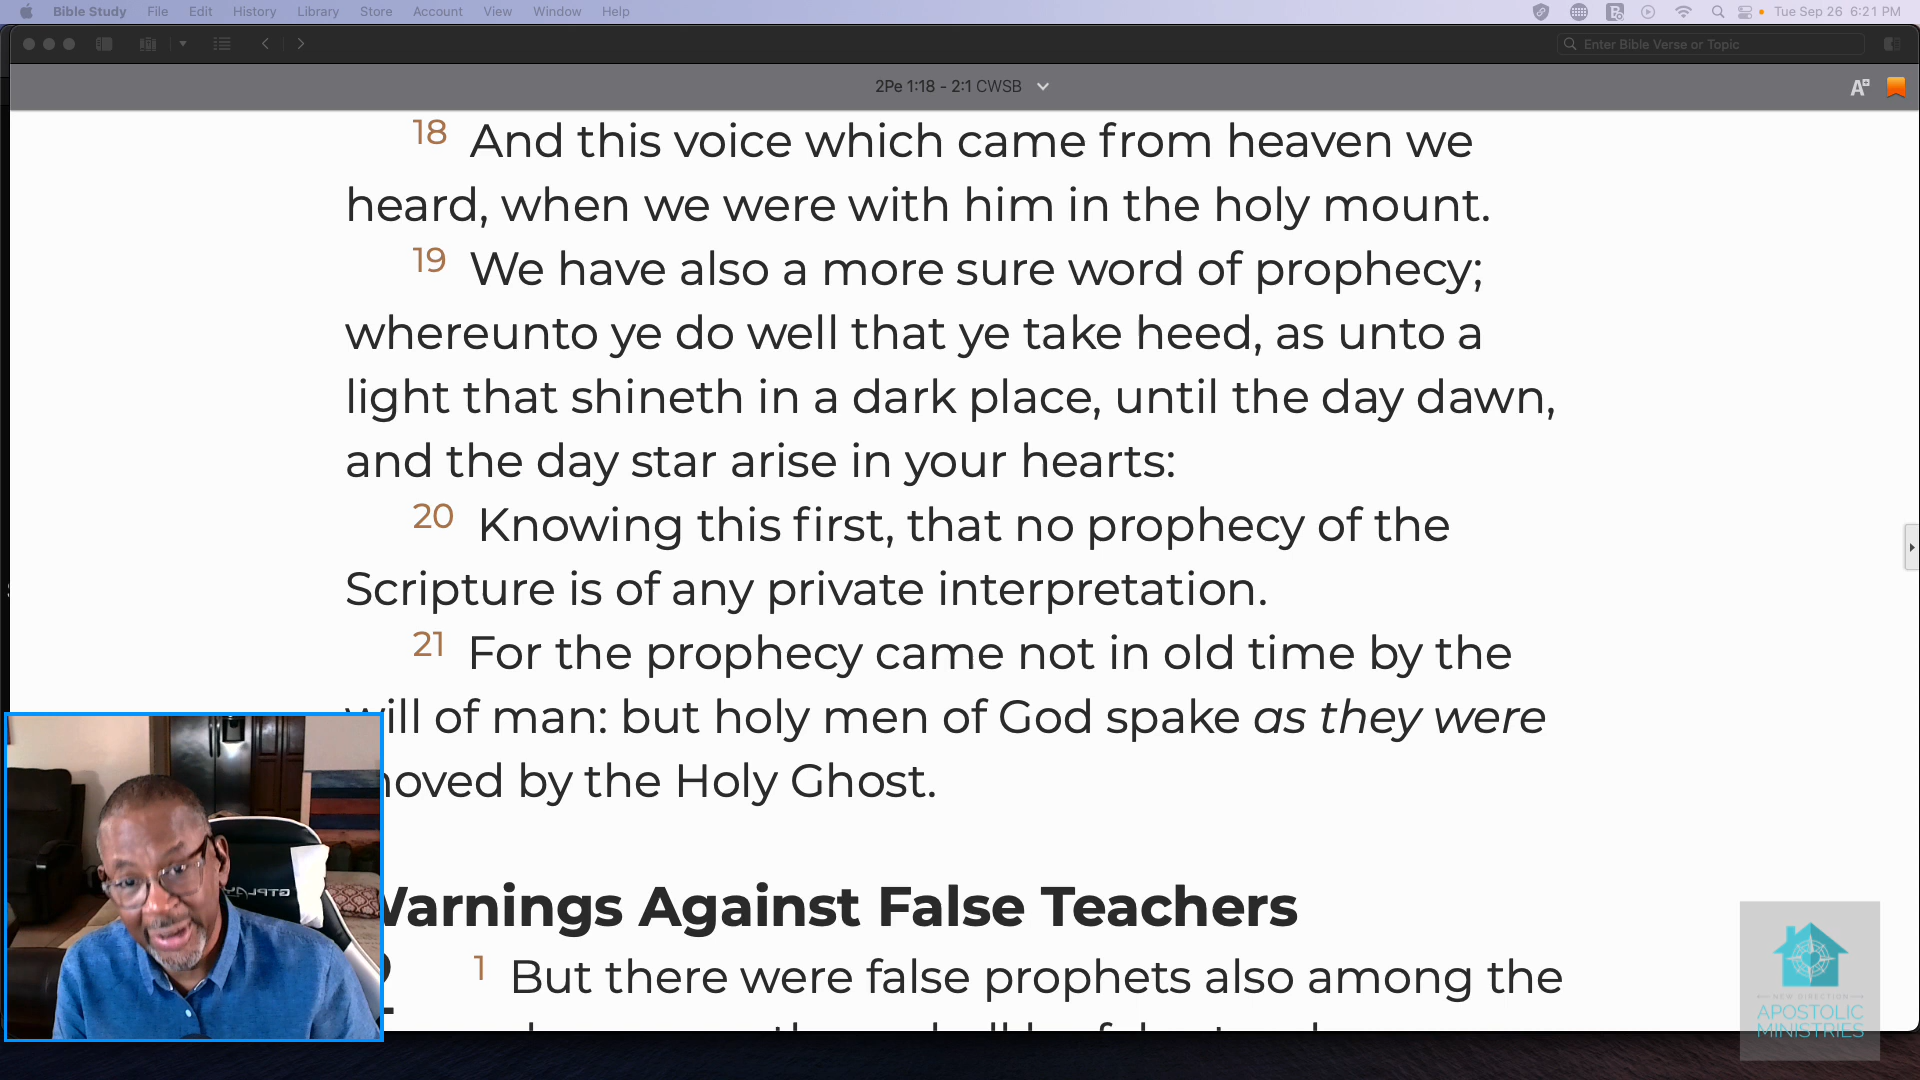 Bible Study File Edit History Library Store Account View Window Help Tue Sep 26 6:21 PM
Enter Bible Verse or Topic
2Pe 1:18 - 2:1 CWSB
18 And this voice which came from heaven we
heard, when we were with him in the holy mount.
19 We have also a more sure word of prophecy;
whereunto ye do well that ye take heed, as unto a
light that shineth in a dark place, until the day dawn,
and the day star arise in your hearts:
20 Knowing this first, that no prophecy of the
Scripture is of any private interpretation.
21 For the prophecy came not in old time by the
will of man: but holy men of God spake as they were
moved by the Holy Ghost.
Warnings Against False Teachers
2 1 But there were false prophets also among the
GTPLAYER
NEW DIRECTION
APOSTOLIC
MINISTRIES